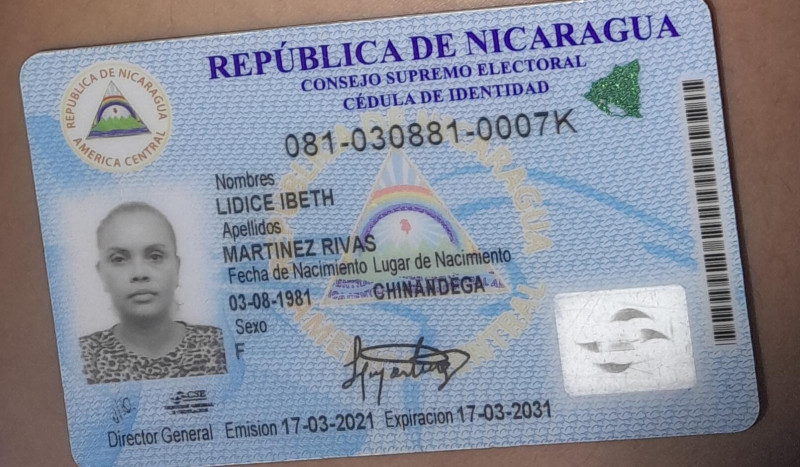 REPÚBLICA DE NICARAGUA
CONSEJO SUPREMO ELECTORAL
CÉDULA DE IDENTIDAD
REPUBLICA DE NICARAGUA
AMERICA CENTRAL
081-030881-0007K
Nombres
LIDICE IBETH
Apellidos
MARTINEZ RIVAS
Fecha de Nacimiento Lugar de Nacimiento
03-08-1981 CHINANDEGA
Sexo
F
CSE
Director General Emision 17-03-2021 Expiracion 17-03-2031